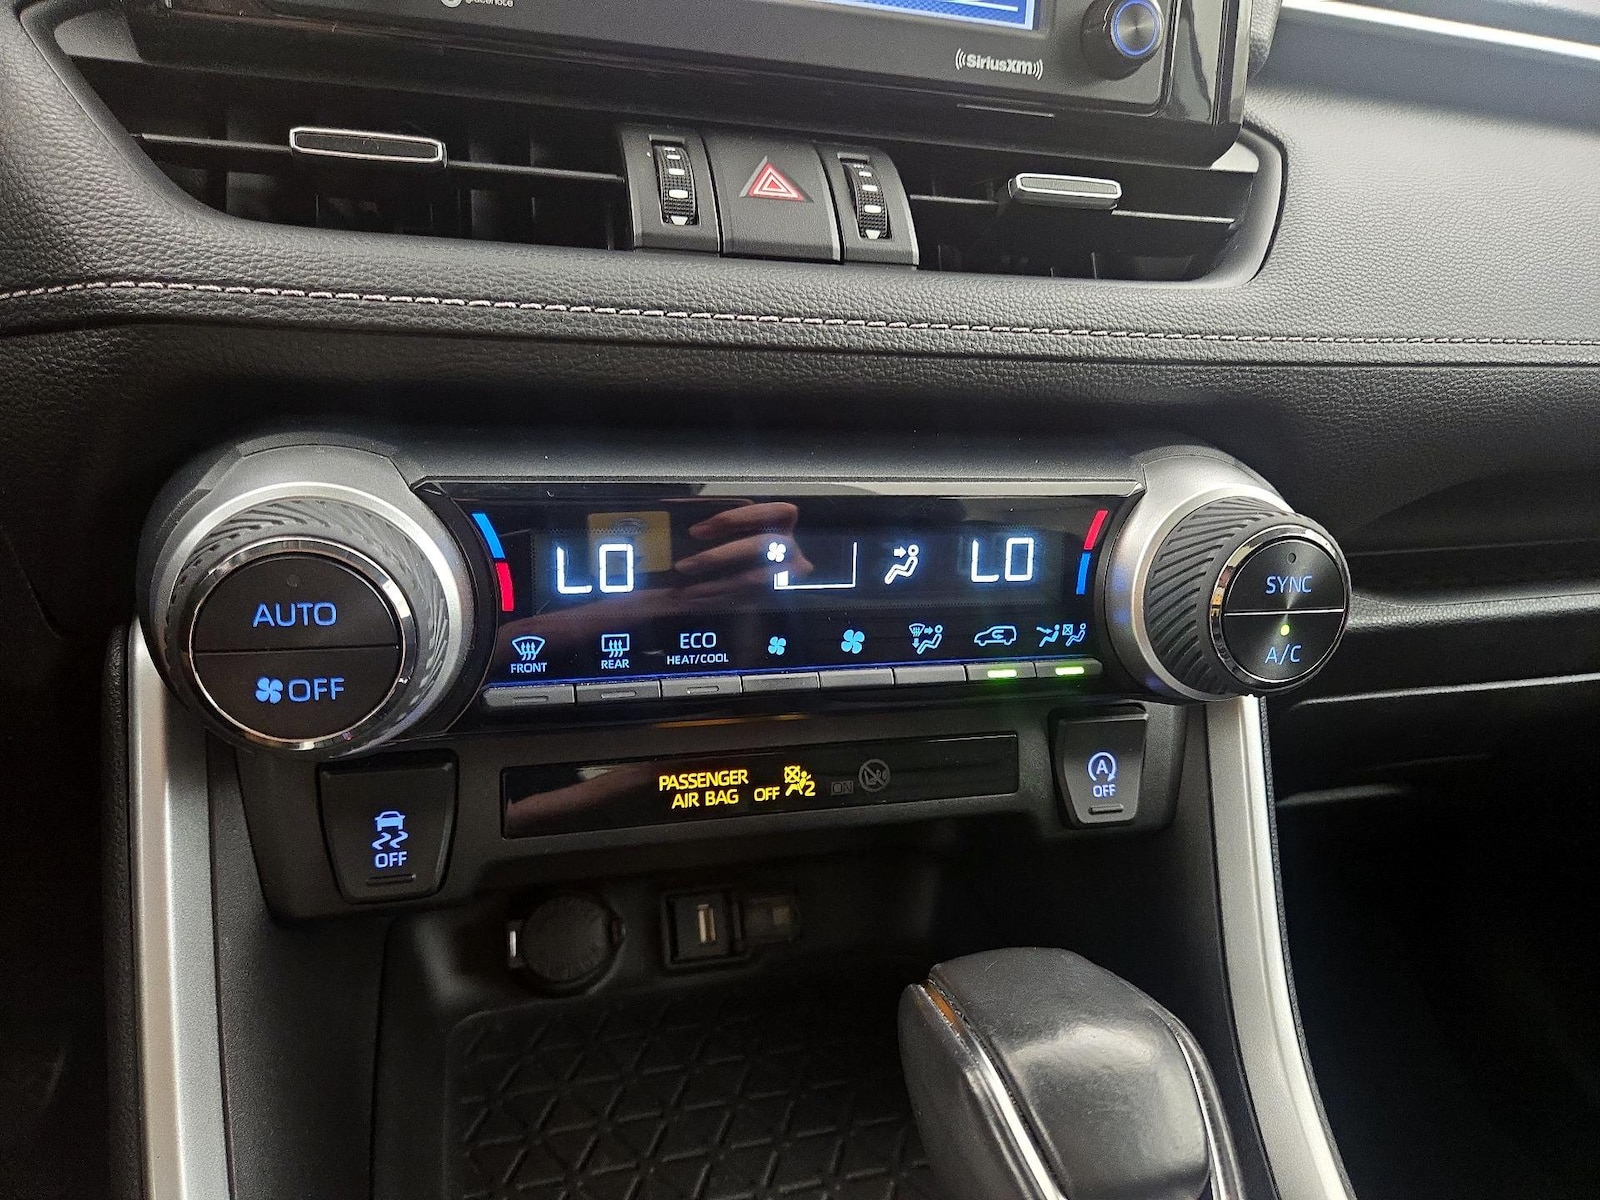 gracenote
SiriusXM
LO
LO
AUTO
OFF
FRONT
REAR
ECO
HEAT/COOL
SYNC
A/C
PASSENGER
AIR BAG OFF 2 ON
OFF
A
OFF